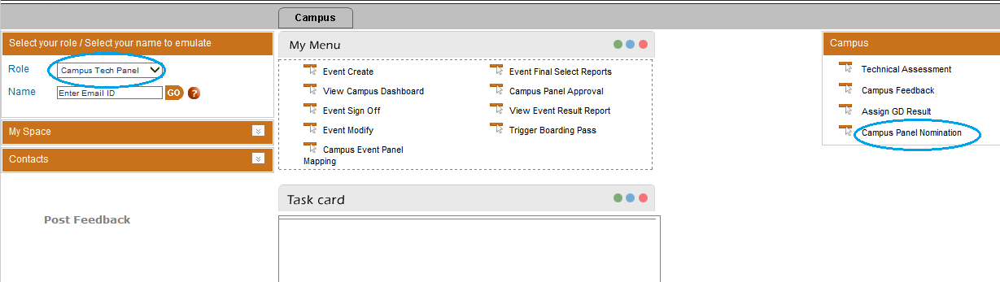 Campus
Select your role / Select your name to emulate
Role
Campus Tech Panel
Name
Enter Email ID
GO
?
My Space
Contacts
Post Feedback
My Menu
Event Create
Event Final Select Reports
View Campus Dashboard
Campus Panel Approval
Event Sign Off
View Event Result Report
Event Modify
Trigger Boarding Pass
Campus Event Panel
Mapping
Task card
Campus
Technical Assessment
Campus Feedback
Assign GD Result
Campus Panel Nomination